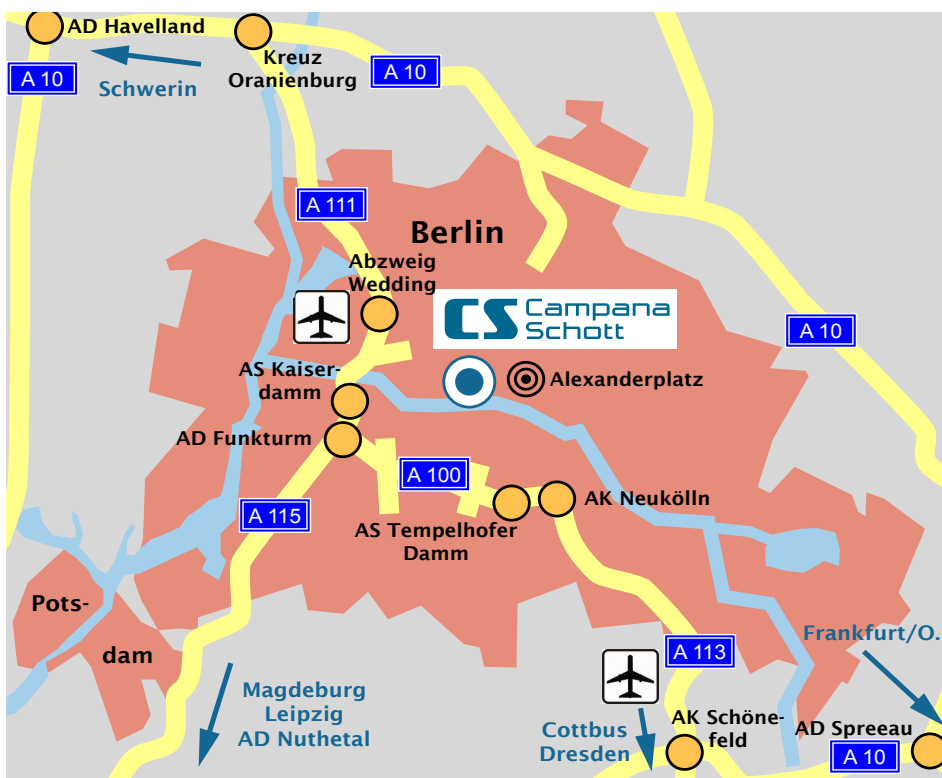 AD Havelland
A 10
Schwerin
Kreuz
Oranienburg
A 10
A 111
Berlin
Abzweig
Wedding
CS Campana
Schott
A 10
AS Kaiser-
damm
Alexanderplatz
AD Funkturm
A 100
A 115
AK Neukölln
AS Tempelhofer
Damm
Pots-
dam
Frankfurt/O.
A 113
Magdeburg
Leipzig
AD Nuthetal
Cottbus
Dresden
AK Schöne-
feld
AD Spreeau
A 10